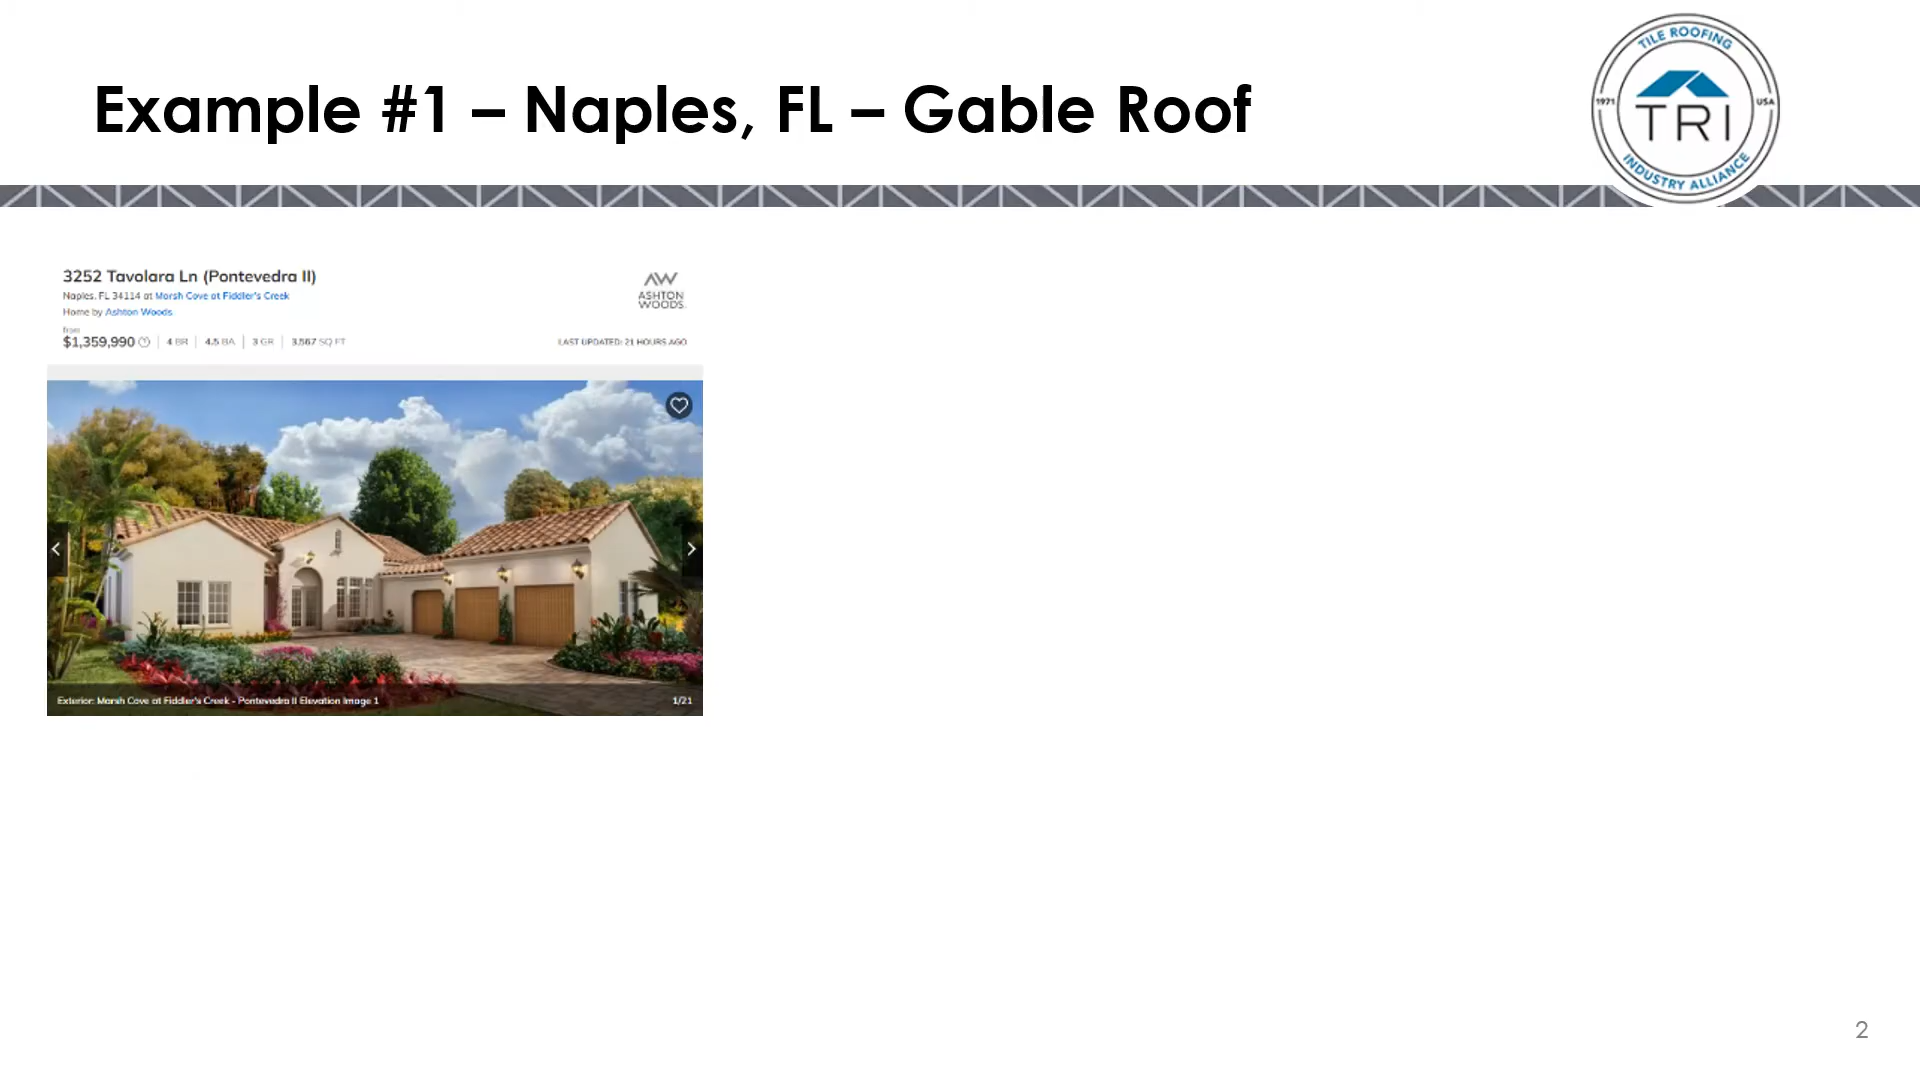 Example #1 – Naples, FL – Gable Roof
TILE ROOFING
1971
USA
TRI
INDUSTRY ALLIANCE
3252 Tavolara Ln (Pontevedra II)
Naples, FL 34114 at Marsh Cove at Fiddler's Creek
Home by Ashton Woods
from
$1,359,990 4 BR 4.5 BA 3 GR 3,567 SQ FT
AW
ASHTON
WOODS.
LAST UPDATED: 21 HOURS AGO
Exterior: Marsh Cove at Fiddler's Creek - Pontevedra II Elevation Image 1
1/21
2